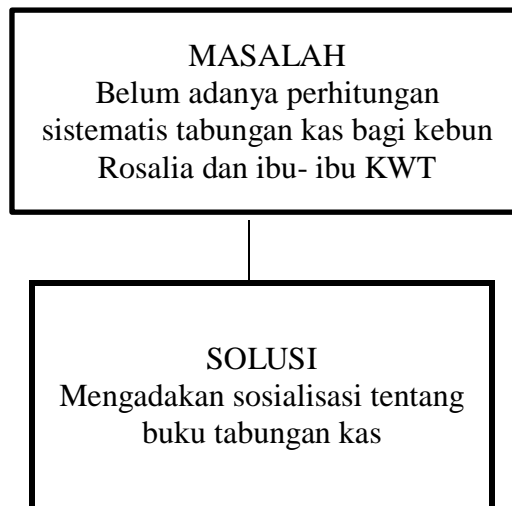 MASALAH
Belum adanya perhitungan
sistematis tabungan kas bagi kebun
Rosalia dan ibu- ibu KWT
SOLUSI
Mengadakan sosialisasi tentang
buku tabungan kas